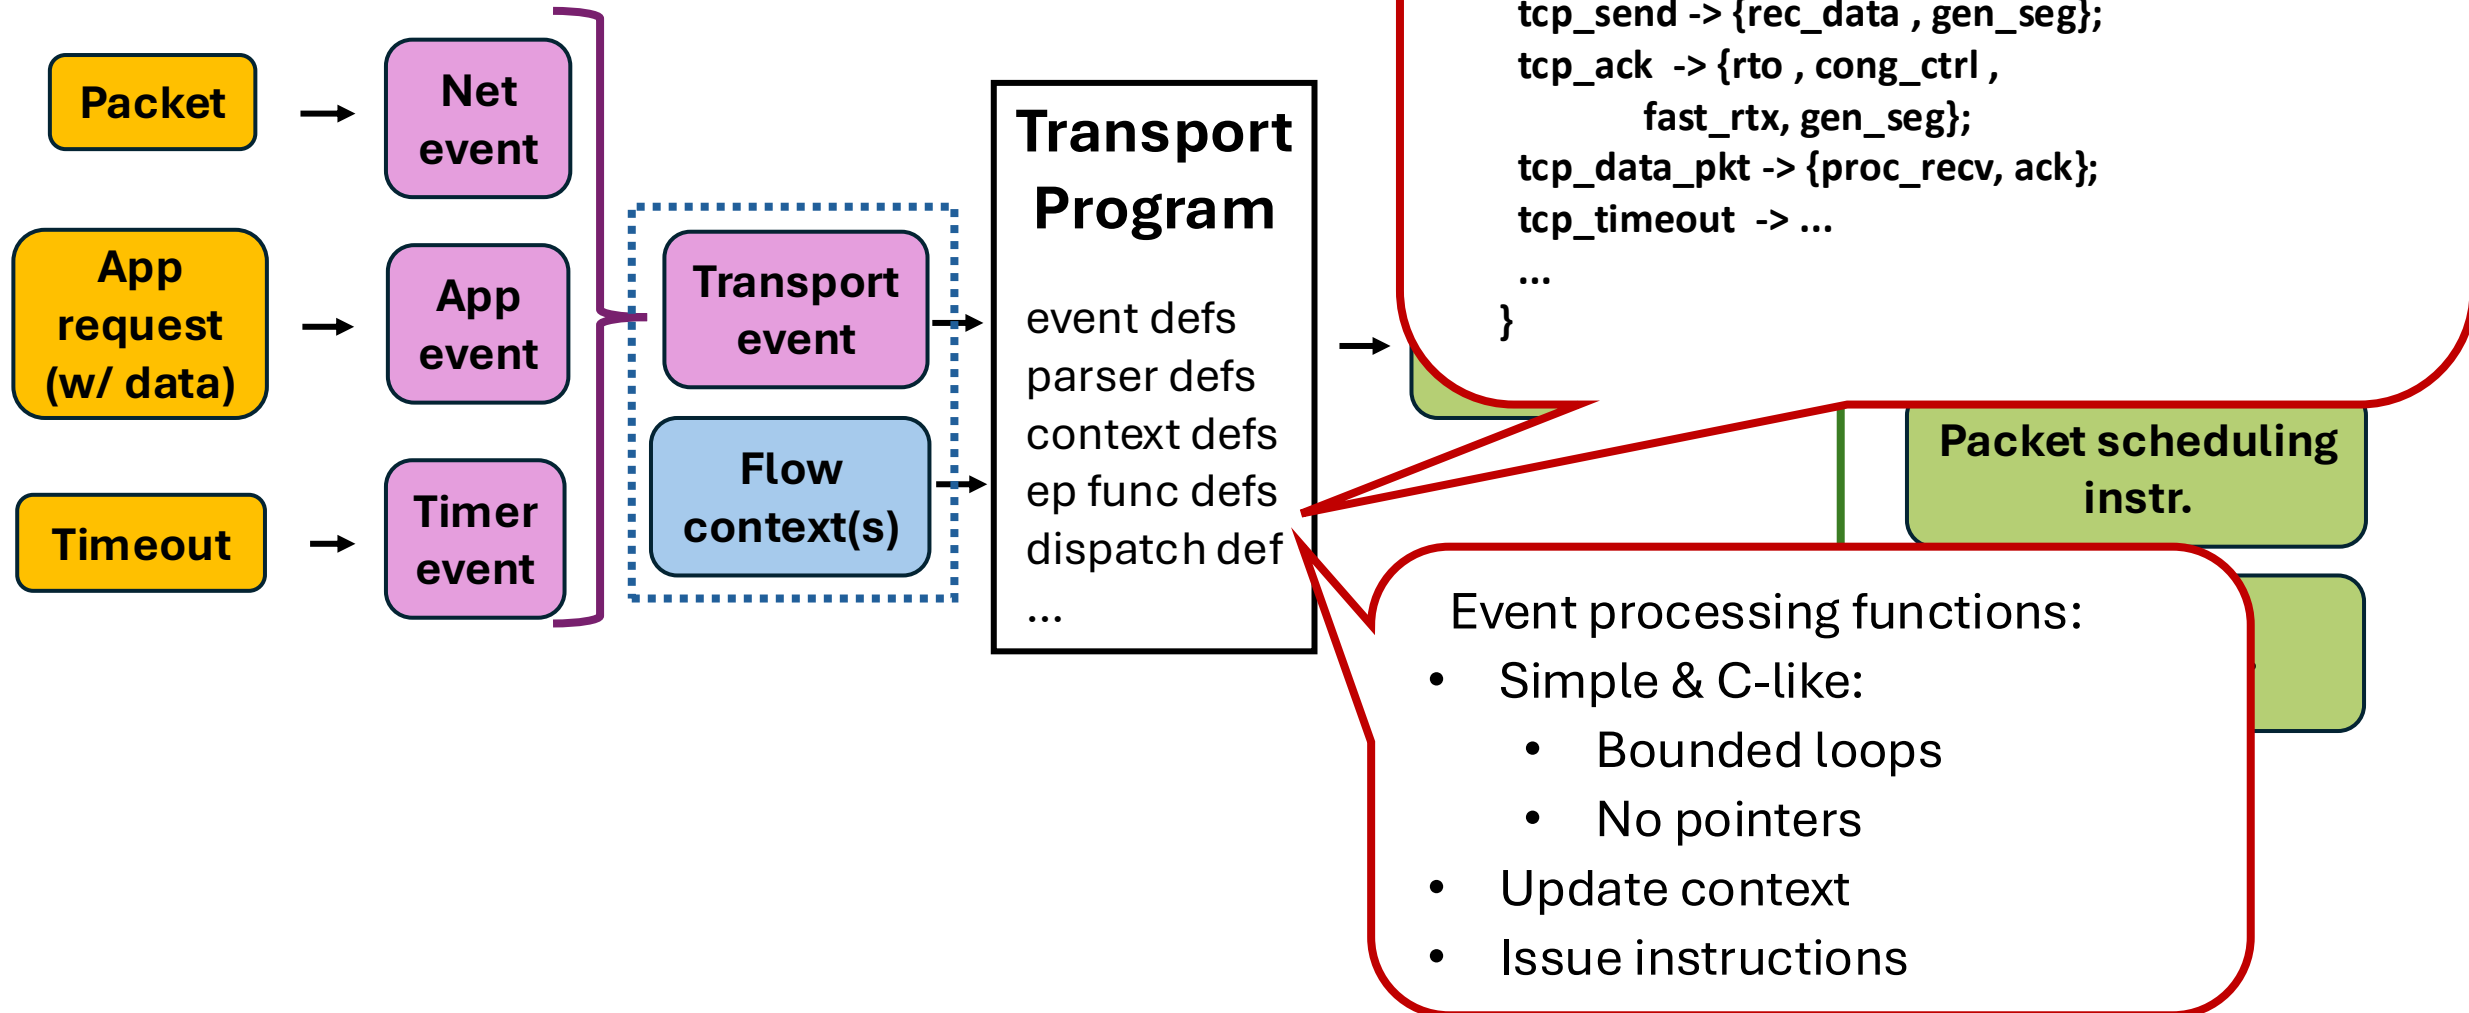 Packet
App
request
(w/ data)
Timeout
Net
event
App
event
Timer
event
Transport
event
Flow
context(s)
Transport
Program
event defs
parser defs
context defs
ep func defs
dispatch def
...
tcp_send -> {rec_data , gen_seg};
tcp_ack -> {rto , cong_ctrl ,
fast_rtx, gen_seg};
tcp_data_pkt -> {proc_recv, ack};
tcp_timeout -> ...
...
}
Packet scheduling
instr.
Event processing functions:
• Simple & C-like:
• Bounded loops
• No pointers
• Update context
• Issue instructions